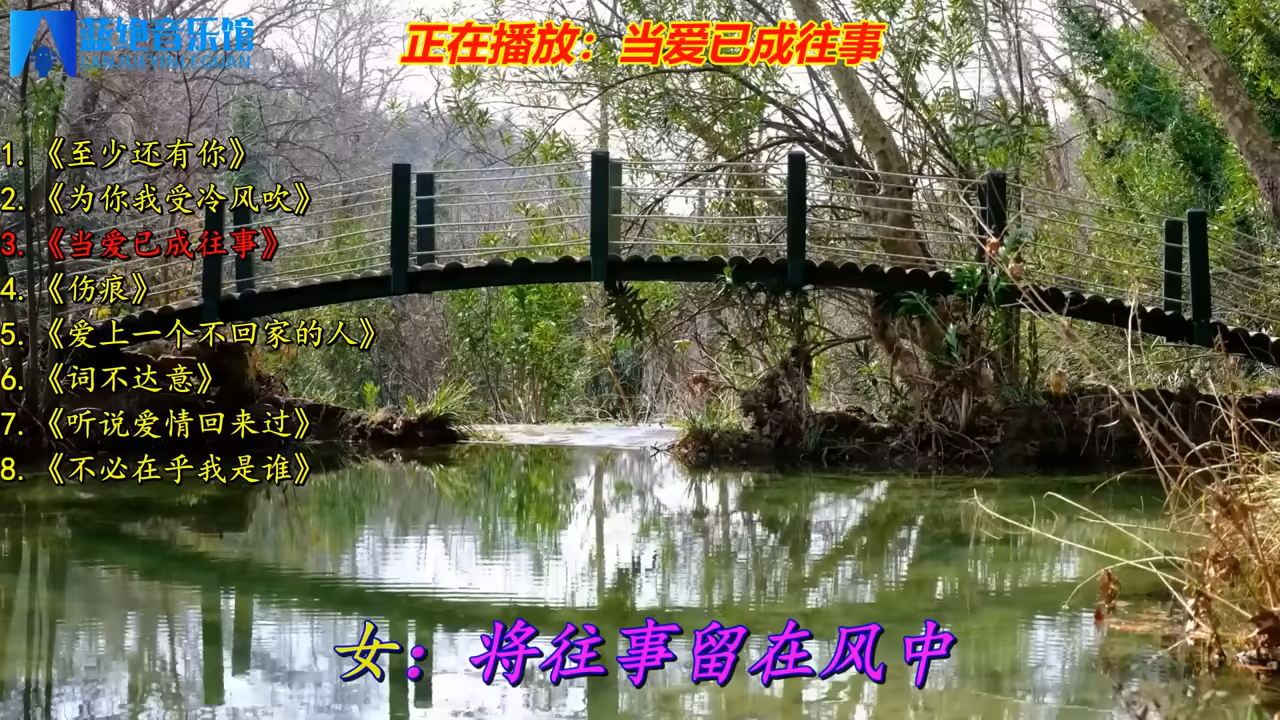 蓝绝音乐馆
LANJUEYINLEGUAN
正在播放：当爱已成往事
1. 《至少还有你》
2. 《为你我受冷风吹》
3. 《当爱已成往事》
4. 《伤痕》
5. 《爱上一个不回家的人》
6. 《词不达意》
7. 《听说爱情回来过》
8. 《不必在乎我是谁》
女：将往事留在风中